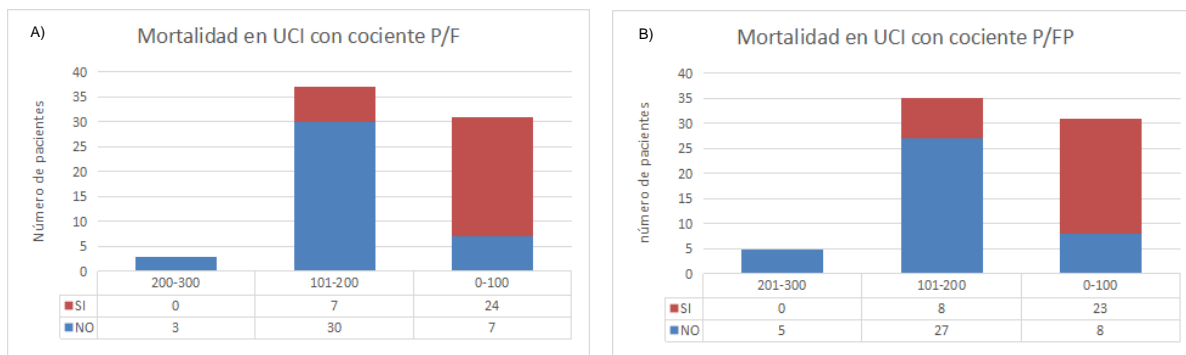 A)
Mortalidad en UCI con cociente P/F
Número de pacientes
40
35
30
25
20
15
10
5
0
200-300 101-200 0-100
SI 0 7 24
NO 3 30 7
B)
Mortalidad en UCI con cociente P/FP
número de pacientes
40
35
30
25
20
15
10
5
0
201-300 101-200 0-100
SI 0 8 23
NO 5 27 8